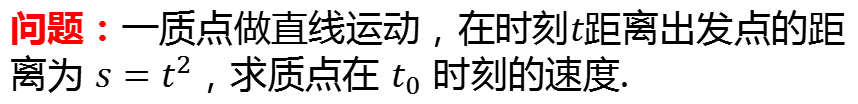 问题：一质点做直线运动，在时刻t距离出发点的距
离为 s = t²，求质点在 t₀ 时刻的速度.